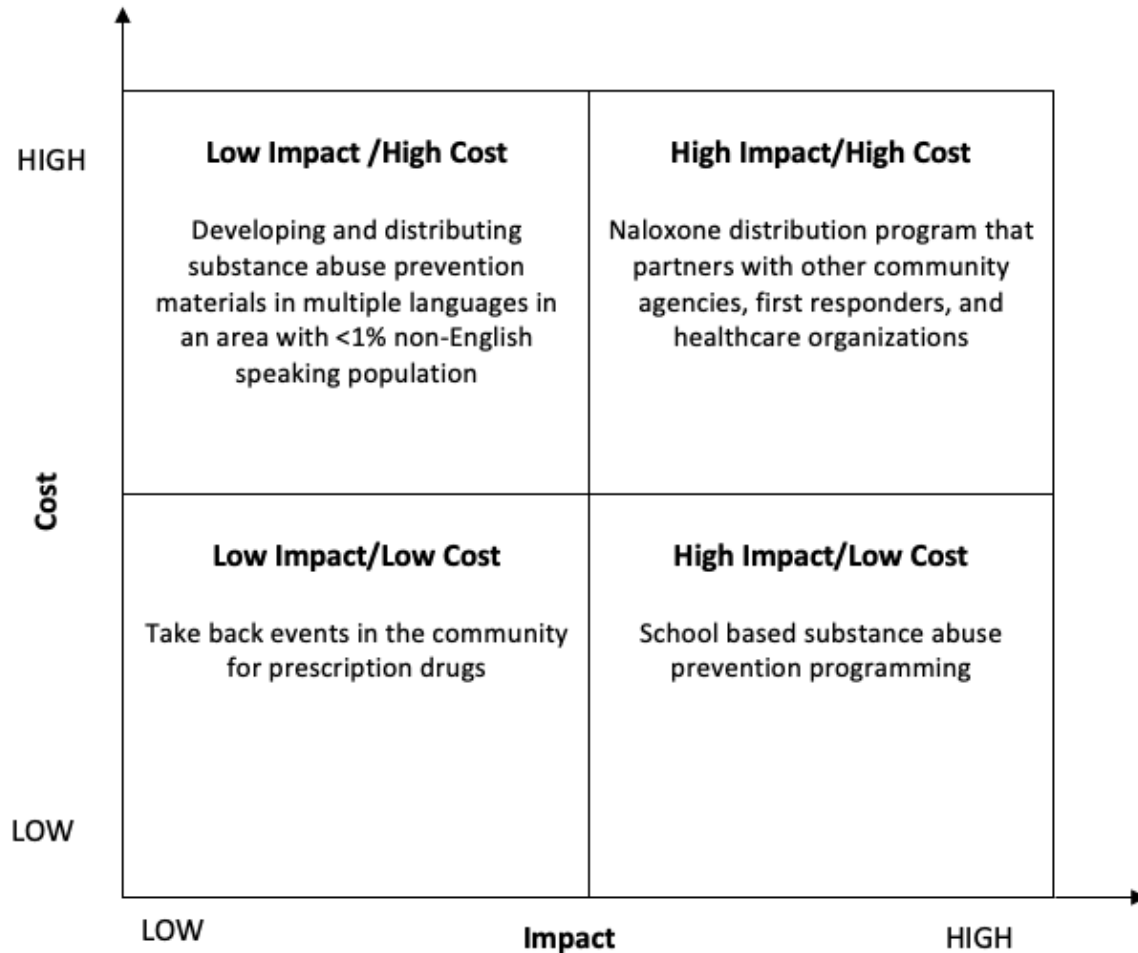 HIGH
Low Impact /High Cost
Developing and distributing
substance abuse prevention
materials in multiple languages in
an area with <1% non-English
speaking population
High Impact/High Cost
Naloxone distribution program that
partners with other community
agencies, first responders, and
healthcare organizations
Cost
Low Impact/Low Cost
Take back events in the community
for prescription drugs
High Impact/Low Cost
School based substance abuse
prevention programming
LOW
LOW
Impact
HIGH